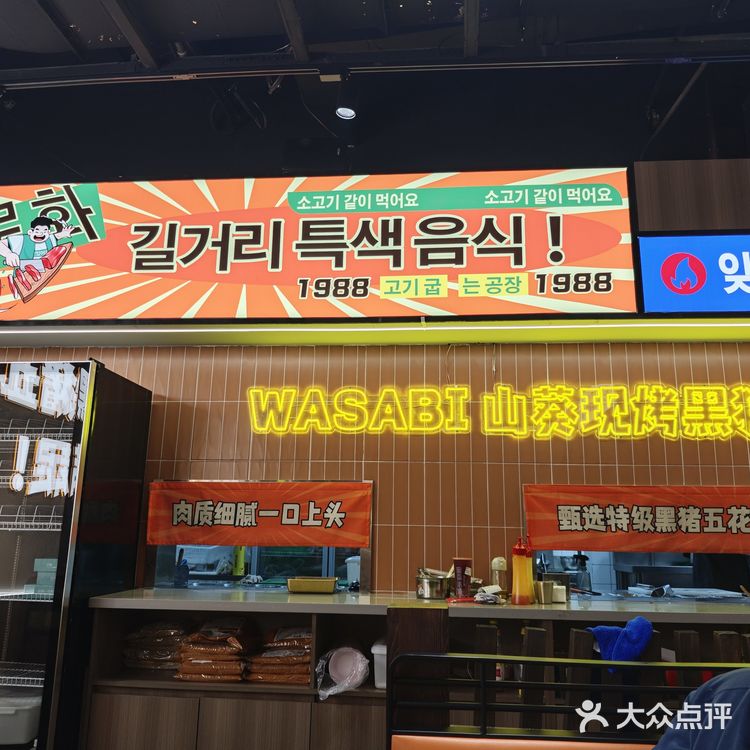 소고기 같이 먹어요 소고기 같이 먹어요
문화
길거리 특색 음식!
1988 고기 굽 는 공장 1988
WASABI 山葵现烤黑
肉质细腻一口上头
甄选特级黑猪五花
大众点评